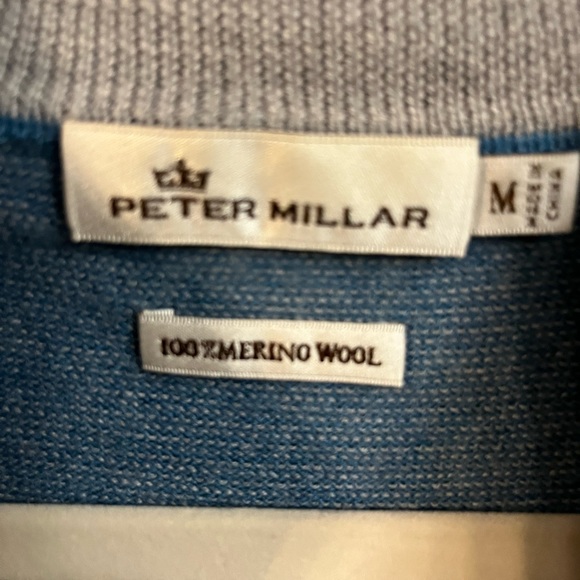 PETER MILLAR
M
MADE IN
CHINA
100%MERINO WOOL